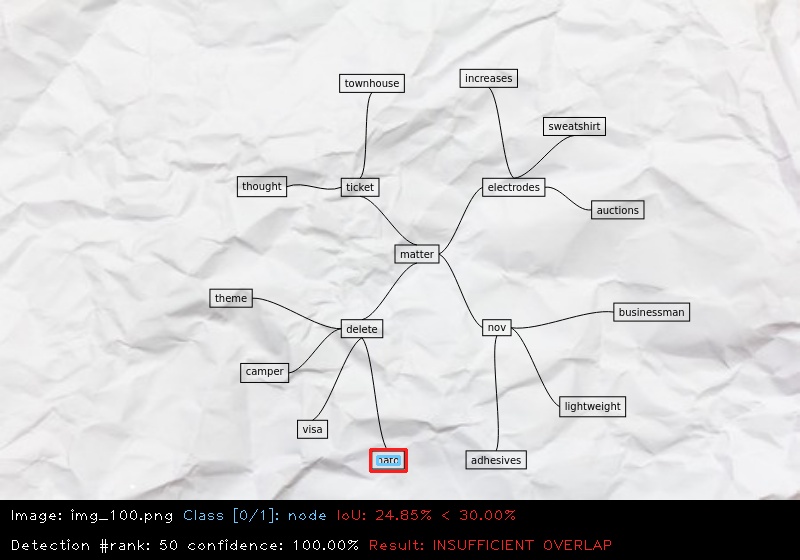 townhouse
increases
sweatshirt
thought
ticket
electrodes
auctions
matter
theme
delete
nov
businessman
camper
lightweight
visa
adhesives
Image: img_100.png Class [0/1]: node IoU: 24.85% < 30.00%
Detection #rank: 50 confidence: 100.00% Result: INSUFFICIENT OVERLAP